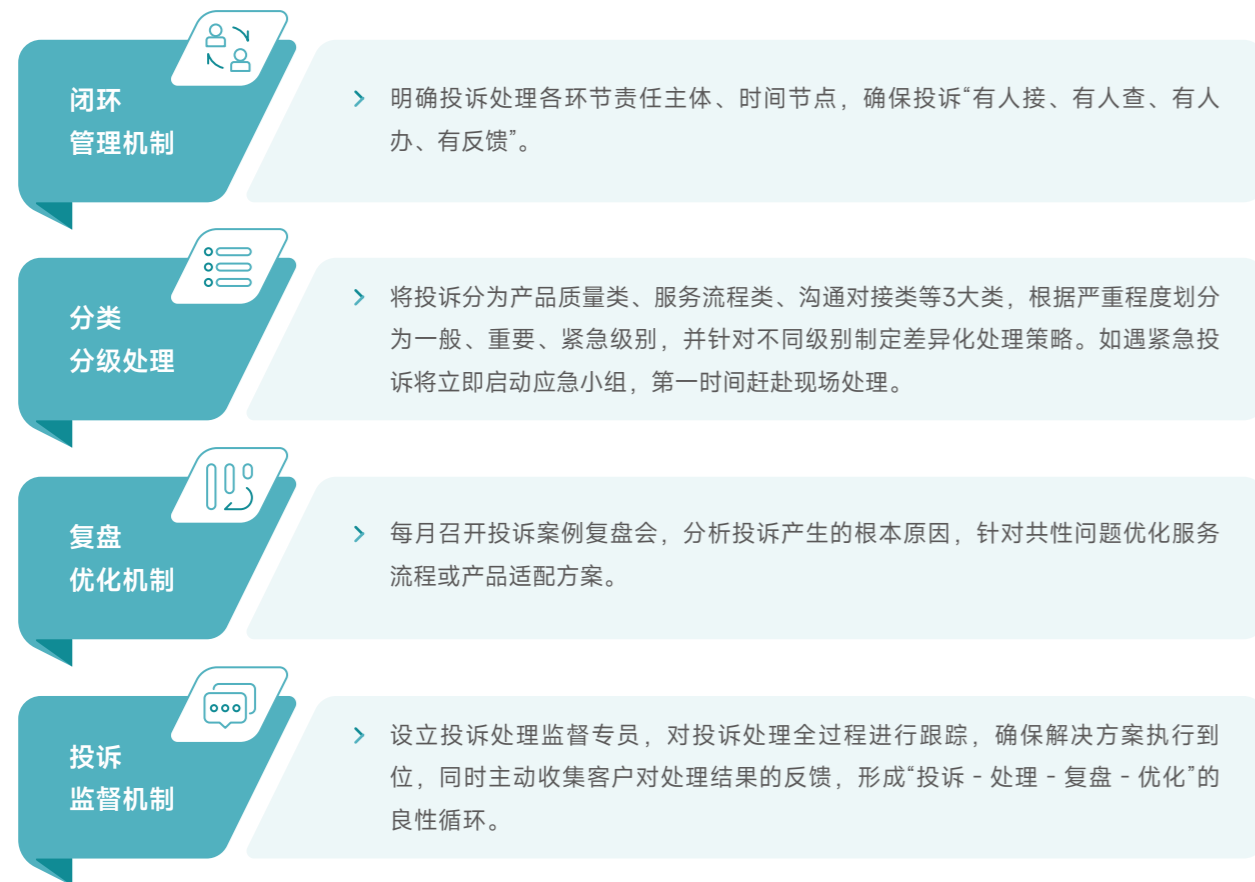 闭环
管理机制
明确投诉处理各环节责任主体、时间节点，确保投诉“有人接、有人查、有人
办、有反馈”。
分类
分级处理
将投诉分为产品质量类、服务流程类、沟通对接类等3大类，根据严重程度划分
为一般、重要、紧急级别，并针对不同级别制定差异化处理策略。如遇紧急投
诉将立即启动应急小组，第一时间赶赴现场处理。
复盘
优化机制
每月召开投诉案例复盘会，分析投诉产生的根本原因，针对共性问题优化服务
流程或产品适配方案。
投诉
监督机制
设立投诉处理监督专员，对投诉处理全过程进行跟踪，确保解决方案执行到
位，同时主动收集客户对处理结果的反馈，形成“投诉 - 处理 - 复盘 - 优化”的
良性循环。